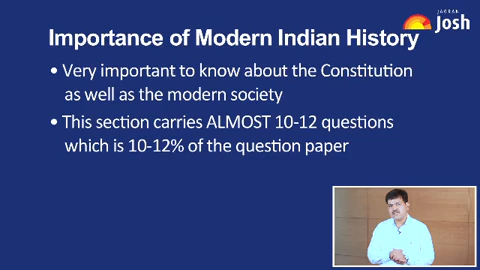 JAGRAN
Josh
Importance of Modern Indian History
• Very important to know about the Constitution
as well as the modern society
• This section carries ALMOST 10-12 questions
which is 10-12% of the question paper